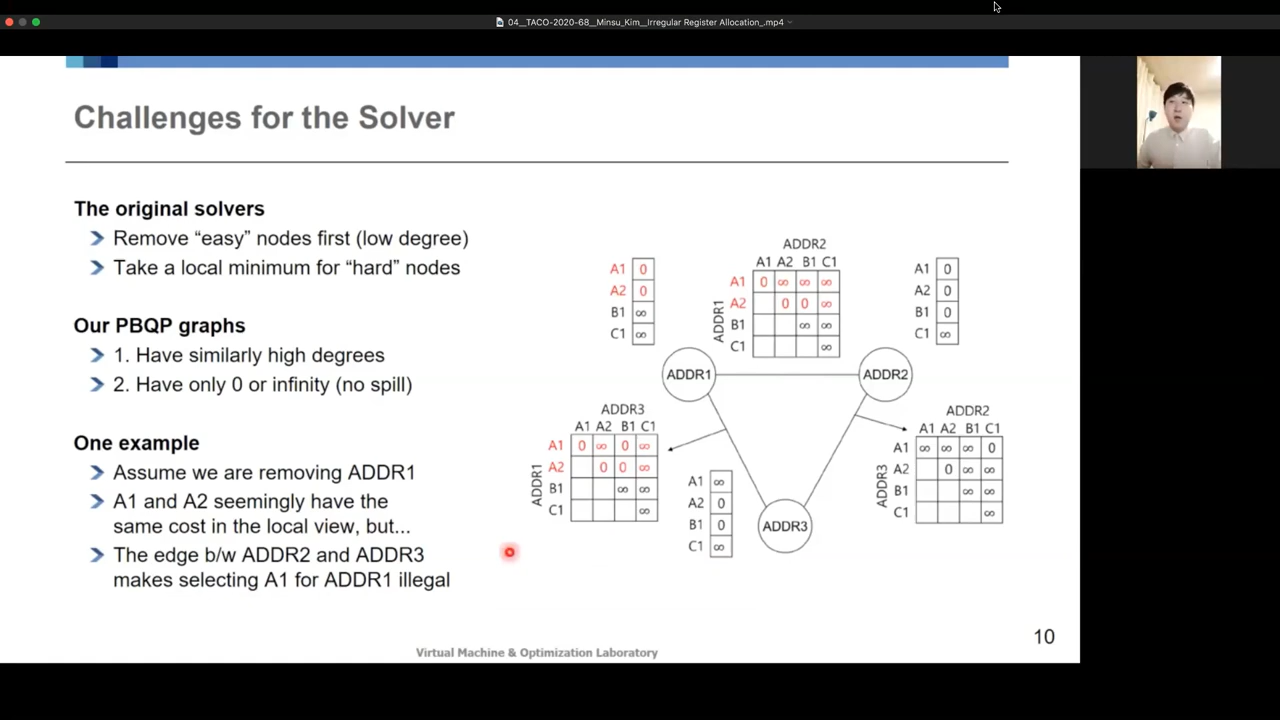 04__TACO-2020-68__Minsu_Kim__Irregular Register Allocation_.mp4
Challenges for the Solver
The original solvers
Remove “easy” nodes first (low degree)
Take a local minimum for “hard” nodes
Our PBQP graphs
1. Have similarly high degrees
2. Have only 0 or infinity (no spill)
One example
Assume we are removing ADDR1
A1 and A2 seemingly have the
same cost in the local view, but...
The edge b/w ADDR2 and ADDR3
makes selecting A1 for ADDR1 illegal
A1 0
A2 0
B1 ∞
C1 ∞
ADDR2
A1 A2 B1 C1
ADDR1
A1 0 ∞ ∞ ∞
A2 0 0 ∞
B1 ∞ ∞
C1 ∞
A1 0
A2 0
B1 0
C1 ∞
ADDR1
ADDR2
ADDR3
A1 A2 B1 C1
ADDR1
A1 0 ∞ 0 ∞
A2 0 0 ∞
B1 ∞ ∞
C1 ∞
A1 ∞
A2 0
B1 0
C1 ∞
ADDR3
ADDR2
A1 A2 B1 C1
ADDR3
A1 ∞ ∞ ∞ 0
A2 0 ∞ ∞
B1 ∞ ∞
C1 ∞
10
Virtual Machine & Optimization Laboratory